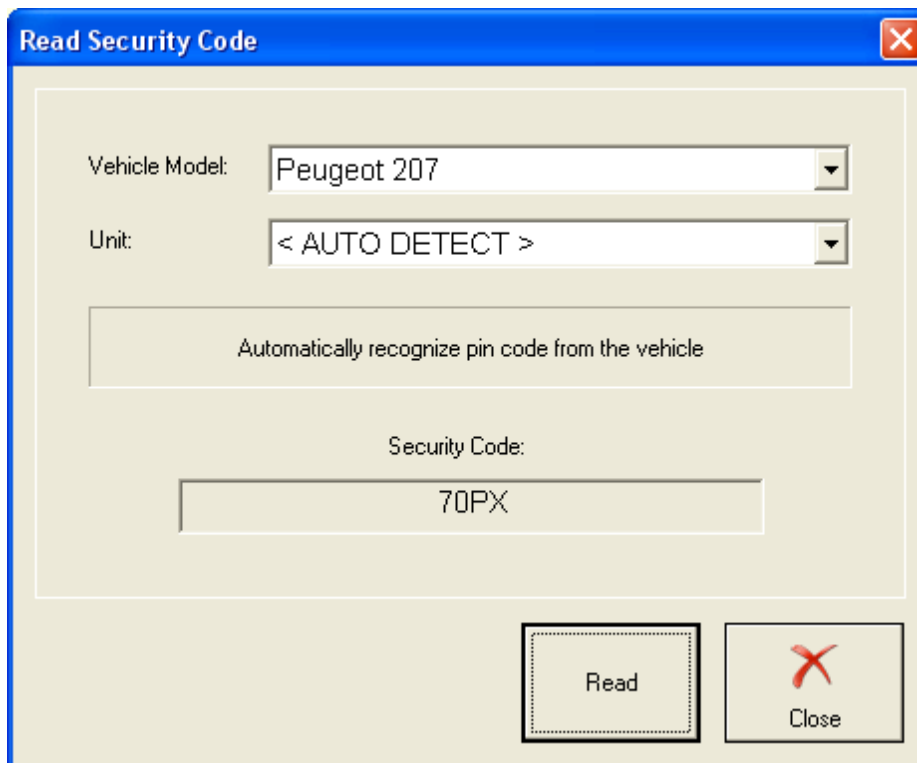 Read Security Code
Vehicle Model: Peugeot 207
Unit: < AUTO DETECT >
Automatically recognize pin code from the vehicle
Security Code:
70PX
Read
Close